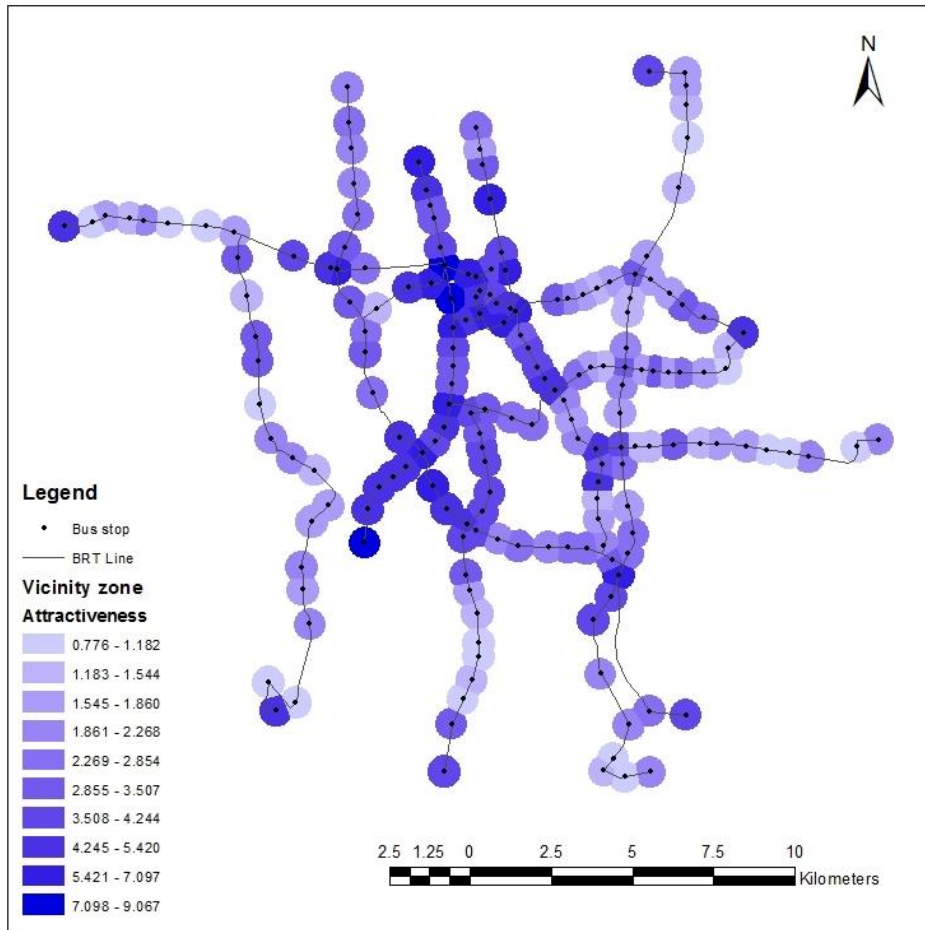 N
Legend
Bus stop
BRT Line
Vicinity zone
Attractiveness
0.776 - 1.182
1.183 - 1.544
1.545 - 1.860
1.861 - 2.268
2.269 - 2.854
2.855 - 3.507
3.508 - 4.244
4.245 - 5.420
5.421 - 7.097
7.098 - 9.067
2.5 1.25 0 2.5 5 7.5 10
Kilometers